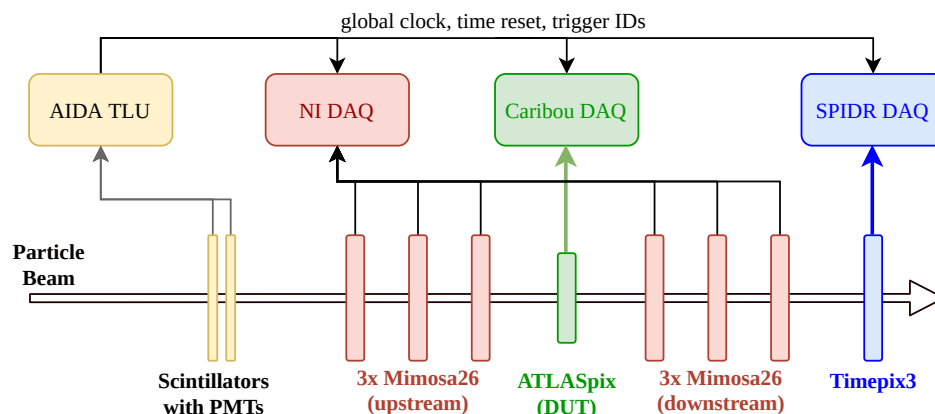 global clock, time reset, trigger IDs
AIDA TLU
NI DAQ
Caribou DAQ
SPIDR DAQ
Particle
Beam
Scintillators
with PMTs
3x Mimosa26
(upstream)
ATLASpix
(DUT)
3x Mimosa26
(downstream)
Timepix3